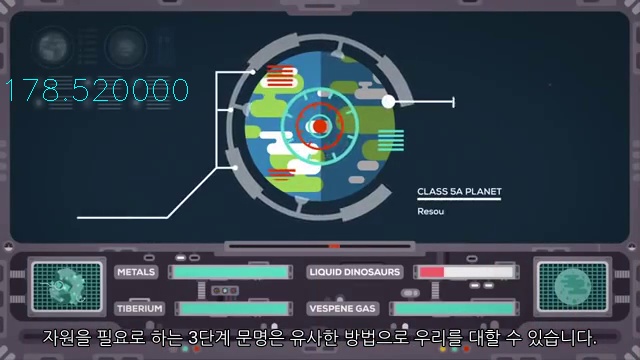 178.520000
CLASS 5A PLANET
Resou
METALS
LIQUID DINOSAURS
TIBERIUM
VESPENE GAS
자원을 필요로 하는 3단계 문명은 유사한 방법으로 우리를 대할 수 있습니다.